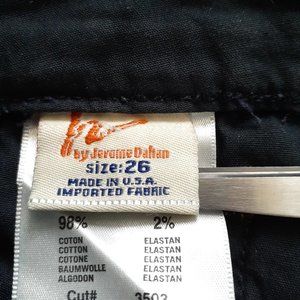 by Jerome Dahan
size:26
MADE IN U.S.A.
IMPORTED FABRIC
98% 2%
COTON ELASTAN
COTTON ELASTAN
COTONE ELASTAN
BAUMWOLLE ELASTAN
ALGODON ELASTAN
Cut# 3503